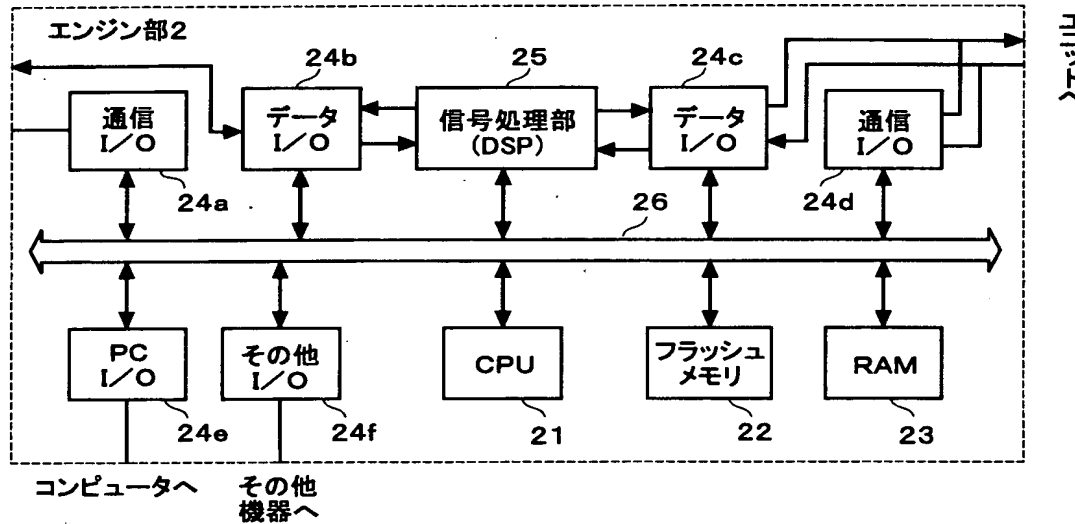 エンジン部2
24b
25
24c
通信
I/O
データ
I/O
信号処理部
(DSP)
データ
I/O
通信
I/O
24a
26
24d
PC
I/O
その他
I/O
CPU
フラッシュ
メモリ
RAM
24e
24f
21
22
23
コンピュータへ
その他
機器へ